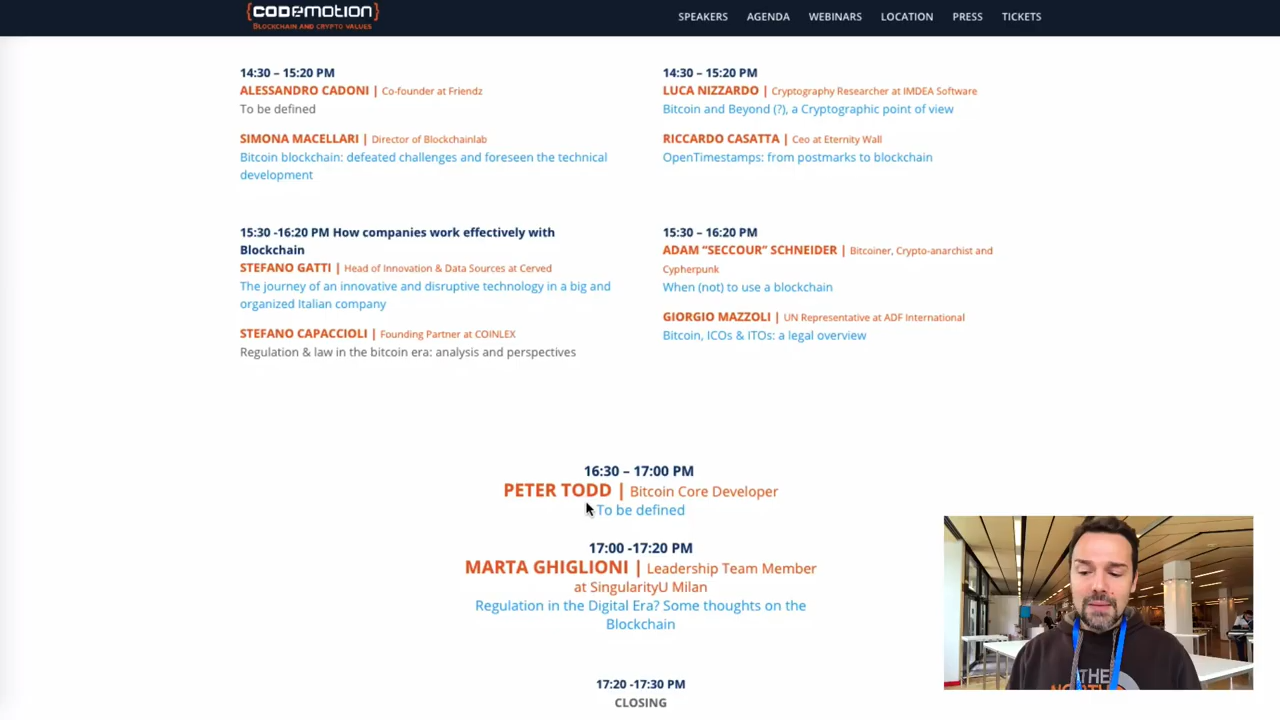 {CODEMOTION}
BLOCKCHAIN AND CRYPTO VALUES
SPEAKERS AGENDA WEBINARS LOCATION PRESS TICKETS
14:30 – 15:20 PM
ALESSANDRO CADONI | Co-founder at Friendz
To be defined
SIMONA MACELLARI | Director of Blockchainlab
Bitcoin blockchain: defeated challenges and foreseen the technical
development
15:30 -16:20 PM How companies work effectively with
Blockchain
STEFANO GATTI | Head of Innovation & Data Sources at Cerved
The journey of an innovative and disruptive technology in a big and
organized Italian company
STEFANO CAPACCIOLI | Founding Partner at COINLEX
Regulation & law in the bitcoin era: analysis and perspectives
14:30 – 15:20 PM
LUCA NIZZARDO | Cryptography Researcher at IMDEA Software
Bitcoin and Beyond (?), a Cryptographic point of view
RICCARDO CASATTA | Ceo at Eternity Wall
OpenTimestamps: from postmarks to blockchain
15:30 – 16:20 PM
ADAM “SECCOUR” SCHNEIDER | Bitcoiner, Crypto-anarchist and
Cypherpunk
When (not) to use a blockchain
GIORGIO MAZZOLI | UN Representative at ADF International
Bitcoin, ICOs & ITOs: a legal overview
16:30 – 17:00 PM
PETER TODD | Bitcoin Core Developer
To be defined
17:00 -17:20 PM
MARTA GHIGLIONI | Leadership Team Member
at SingularityU Milan
Regulation in the Digital Era? Some thoughts on the
Blockchain
17:20 -17:30 PM
CLOSING
THE